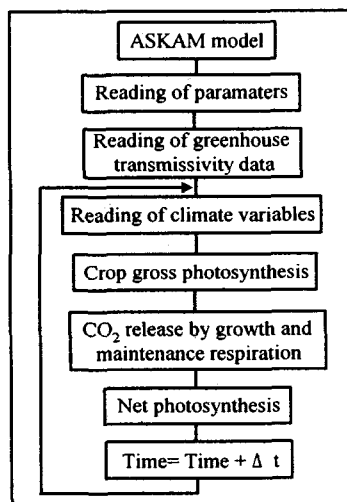 ASKAM model
Reading of paramaters
Reading of greenhouse
transmissivity data
Reading of climate variables
Crop gross photosynthesis
CO₂ release by growth and
maintenance respiration
Net photosynthesis
Time= Time + Δ t